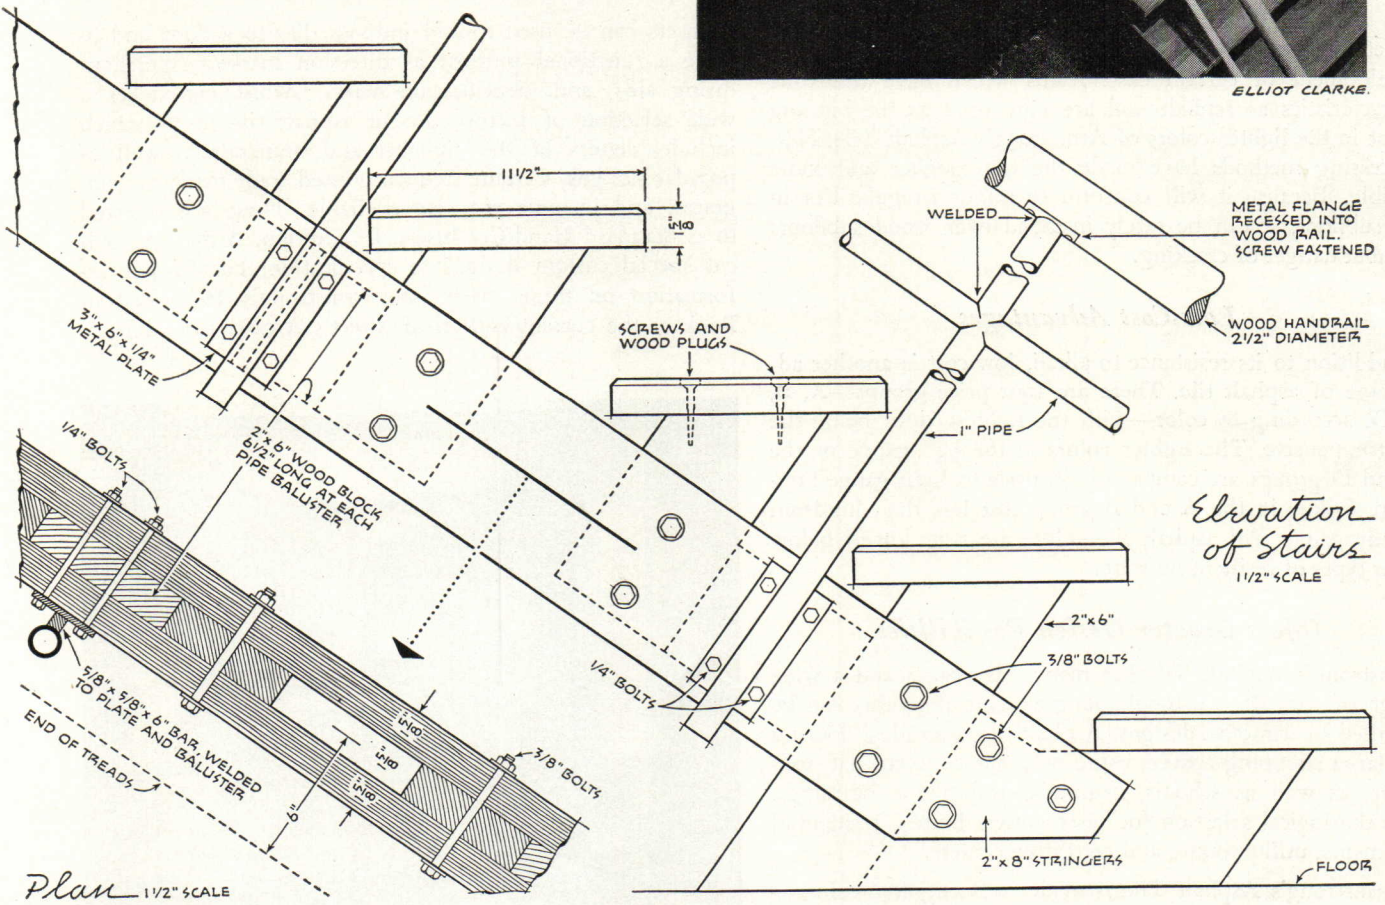 ELLIOT CLARKE.
11 1/2"
1 5/8"
WELDED
METAL FLANGE
RECESSED INTO
WOOD RAIL.
SCREW FASTENED
WOOD HANDRAIL
2 1/2" DIAMETER
3" x 6" x 1/4"
METAL PLATE
SCREWS AND
WOOD PLUGS
1" PIPE
1/4" BOLTS
2" x 6" WOOD BLOCK
6 1/2" LONG AT EACH
PIPE BALUSTER
Elevation
of Stairs
1 1/2" SCALE
2" x 6"
3/8" BOLTS
1/4" BOLTS
5/8" x 5/8" x 6" BAR, WELDED
TO PLATE AND BALUSTER
END OF TREADS
1 5/8"
1 5/8"
1 5/8"
6"
3/8" BOLTS
2" x 8" STRINGERS
FLOOR
Plan 1 1/2" SCALE